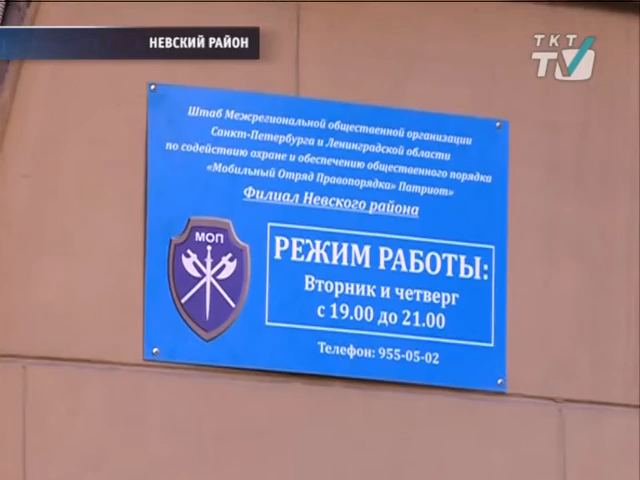 НЕВСКИЙ РАЙОН
ТКТ
TV
Штаб Межрегиональной общественной организации
Санкт-Петербурга и Ленинградской области
по содействию охране и обеспечению общественного порядка
«Мобильный Отряд Правопорядка» Патриот»
Филиал Невского района
МОП
РЕЖИМ РАБОТЫ:
Вторник и четверг
с 19.00 до 21.00
Телефон: 955-05-02